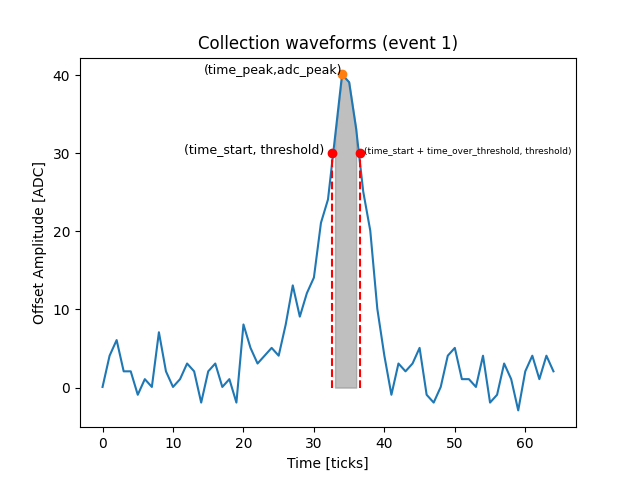 Collection waveforms (event 1)
(time_peak,adc_peak)
(time_start, threshold)
(time_start + time_over_threshold, threshold)
Offset Amplitude [ADC]
40
30
20
10
0
0 10 20 30 40 50 60
Time [ticks]